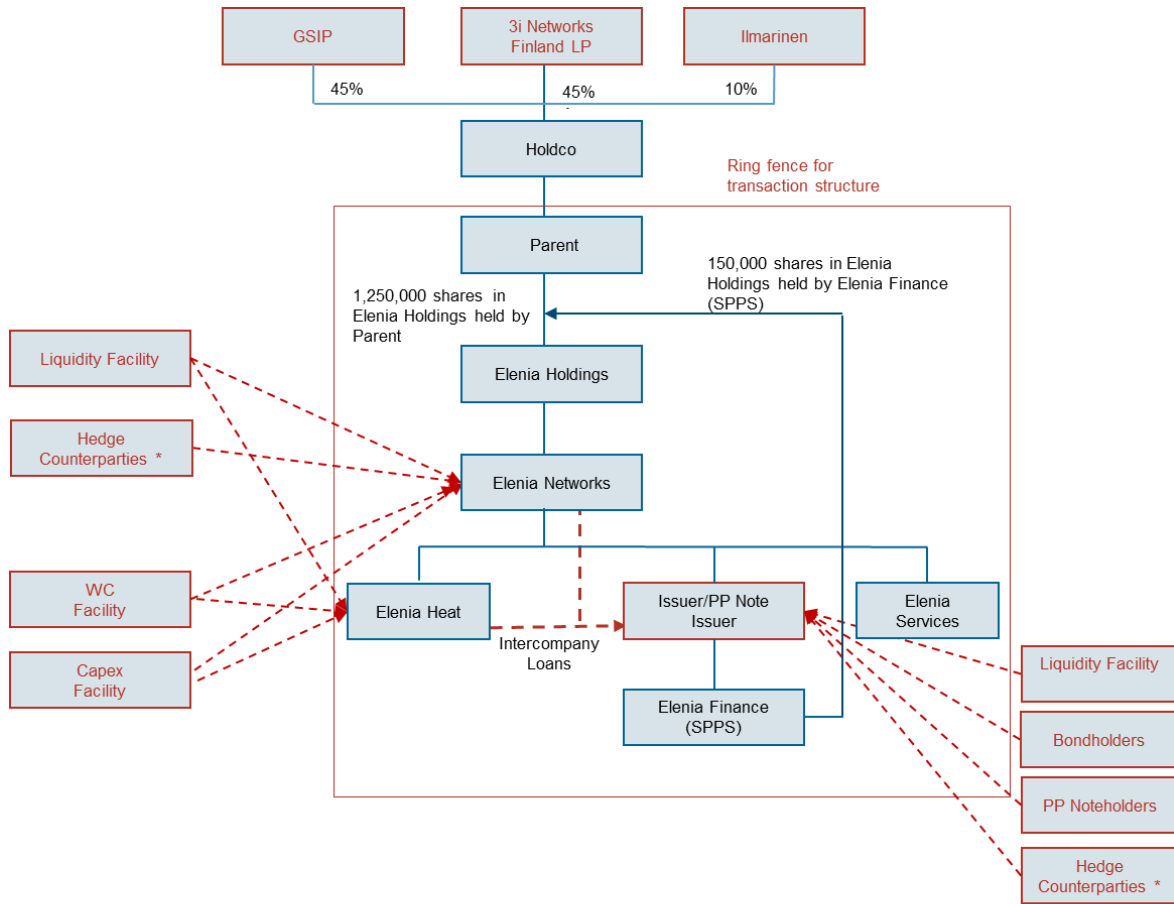 GSIP
3i Networks
Finland LP
Ilmarinen
45%
45%
10%
Holdco
Ring fence for
transaction structure
Parent
150,000 shares in Elenia
Holdings held by Elenia Finance
(SPPS)
1,250,000 shares in
Elenia Holdings held by
Parent
Liquidity Facility
Elenia Holdings
Hedge
Counterparties *
Elenia Networks
WC
Facility
Elenia Heat
Issuer/PP Note
Issuer
Elenia
Services
Intercompany
Loans
Capex
Facility
Liquidity Facility
Elenia Finance
(SPPS)
Bondholders
PP Noteholders
Hedge
Counterparties *